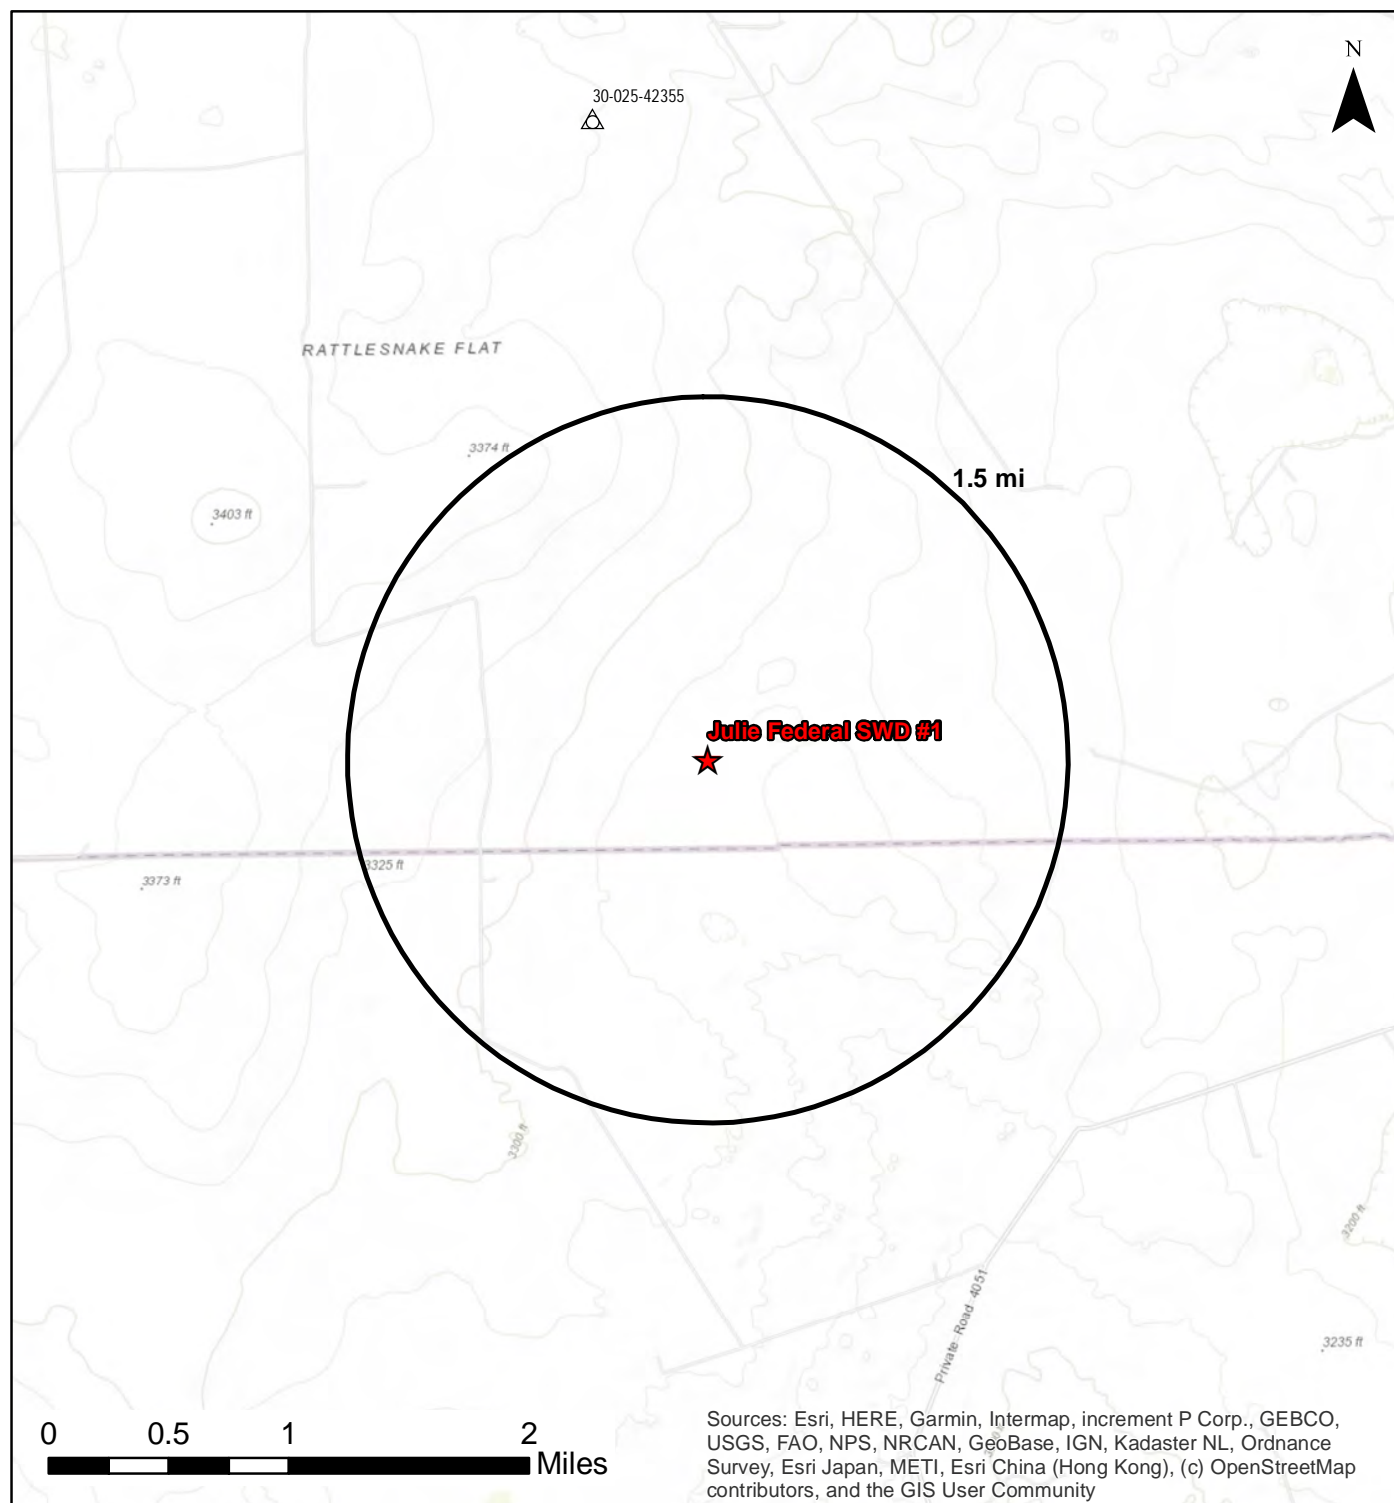 N
30-025-42355
RATTLESNAKE FLAT
3374 ft
1.5 mi
3403 ft
Julie Federal SWD #1
3325 ft
3373 ft
3300 ft
3200 ft
Private Road 4051
3235 ft
0 0.5 1 2
Miles
Sources: Esri, HERE, Garmin, Intermap, increment P Corp., GEBCO,
USGS, FAO, NPS, NRCAN, GeoBase, IGN, Kadaster NL, Ordnance
Survey, Esri Japan, METI, Esri China (Hong Kong), (c) OpenStreetMap
contributors, and the GIS User Community